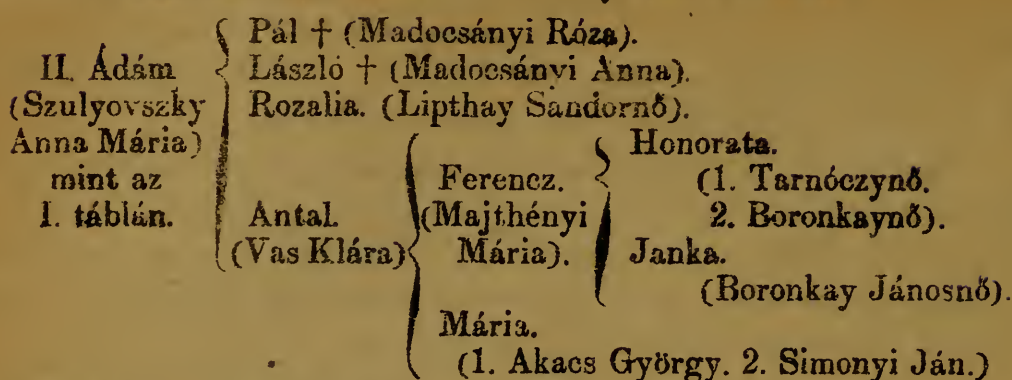 Pál † (Madocsányi Róza).
II. Ádám
László † (Madocsányi Anna).
(Szulyovszky
Rozalia. (Lipthay Sándornő).
Anna Mária)
Honorata.
mint az
Ferencz.
(1. Tarnóczynő.
I. táblán.
Antal.
(Majthényi
2. Boronkaynő).
(Vas Klára)
Mária).
Janka.
(Boronkay Jánosnő).
Mária.
(1. Akacs György. 2. Simonyi Ján.)